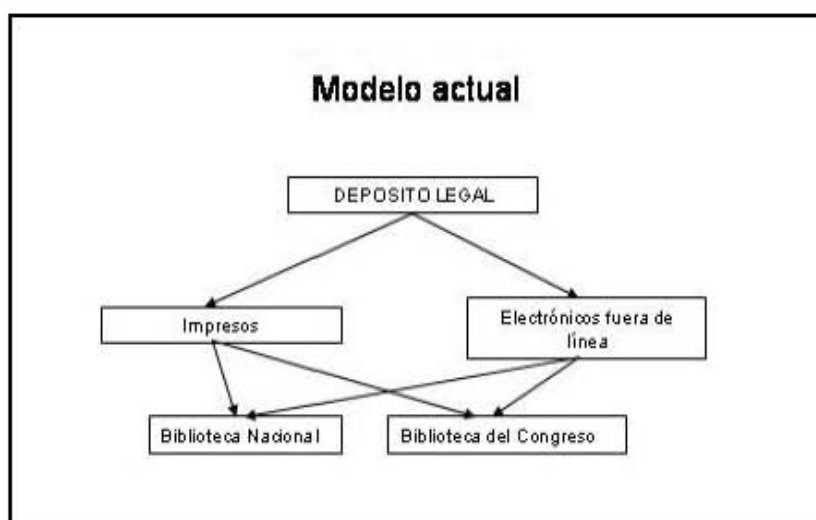 Modelo actual
DEPOSITO LEGAL
Impresos
Electrónicos fuera de
línea
Biblioteca Nacional
Biblioteca del Congreso